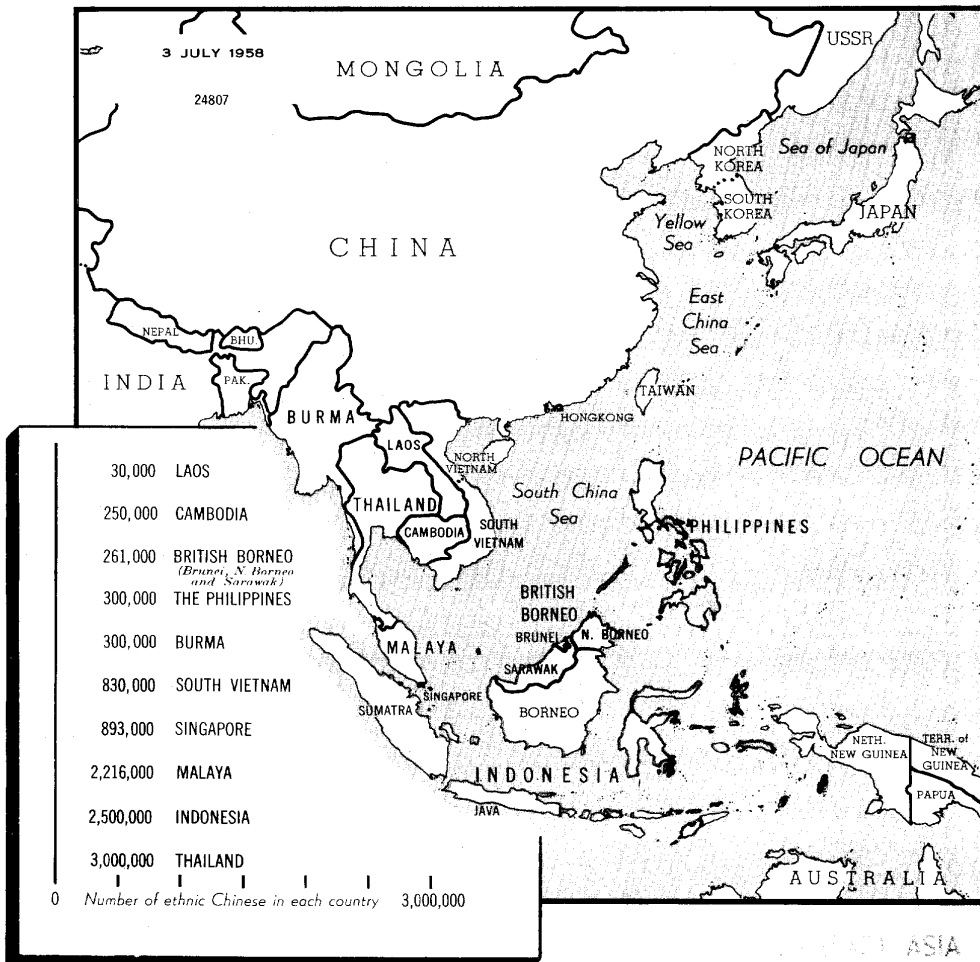 3 JULY 1958
24807
MONGOLIA
USSR
NORTH
KOREA
Sea of Japan
SOUTH
KOREA
JAPAN
Yellow
Sea
CHINA
East
China
Sea
NEPAL
BHU.
INDIA
PAK.
TAIWAN
BURMA
HONGKONG
LAOS
NORTH
VIETNAM
PACIFIC OCEAN
South China
Sea
THAILAND
CAMBODIA
SOUTH
VIETNAM
PHILIPPINES
BRITISH
BORNEO
BRUNEI
N. BORNEO
MALAYA
SARAWAK
SINGAPORE
SUMATRA
BORNEO
NETH.
NEW GUINEA
TERR. of
NEW
GUINEA
PAPUA
INDONESIA
JAVA
AUSTRALIA
30,000 LAOS
250,000 CAMBODIA
261,000 BRITISH BORNEO
(Brunei, N. Borneo
and Sarawak)
300,000 THE PHILIPPINES
300,000 BURMA
830,000 SOUTH VIETNAM
893,000 SINGAPORE
2,216,000 MALAYA
2,500,000 INDONESIA
3,000,000 THAILAND
0 Number of ethnic Chinese in each country 3,000,000
ASIA